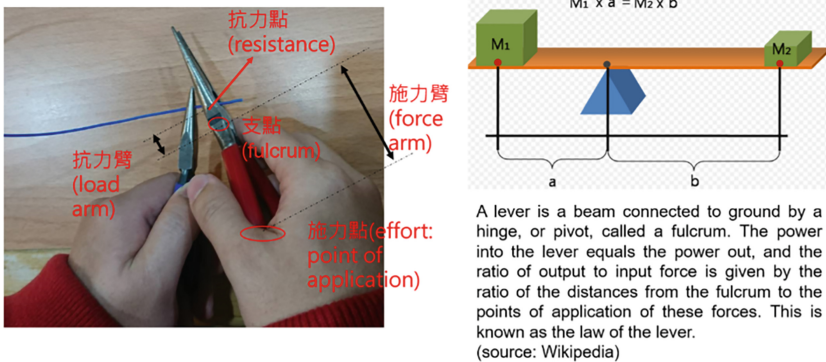 抗力點
(resistance)
施力臂
(force
arm)
支點
(fulcrum)
抗力臂
(load
arm)
施力點(effort:
point of
application)
M₁ x a = M₂ x b
M₁
M₂
a
b
A lever is a beam connected to ground by a
hinge, or pivot, called a fulcrum. The power
into the lever equals the power out, and the
ratio of output to input force is given by the
ratio of the distances from the fulcrum to the
points of application of these forces. This is
known as the law of the lever.
(source: Wikipedia)